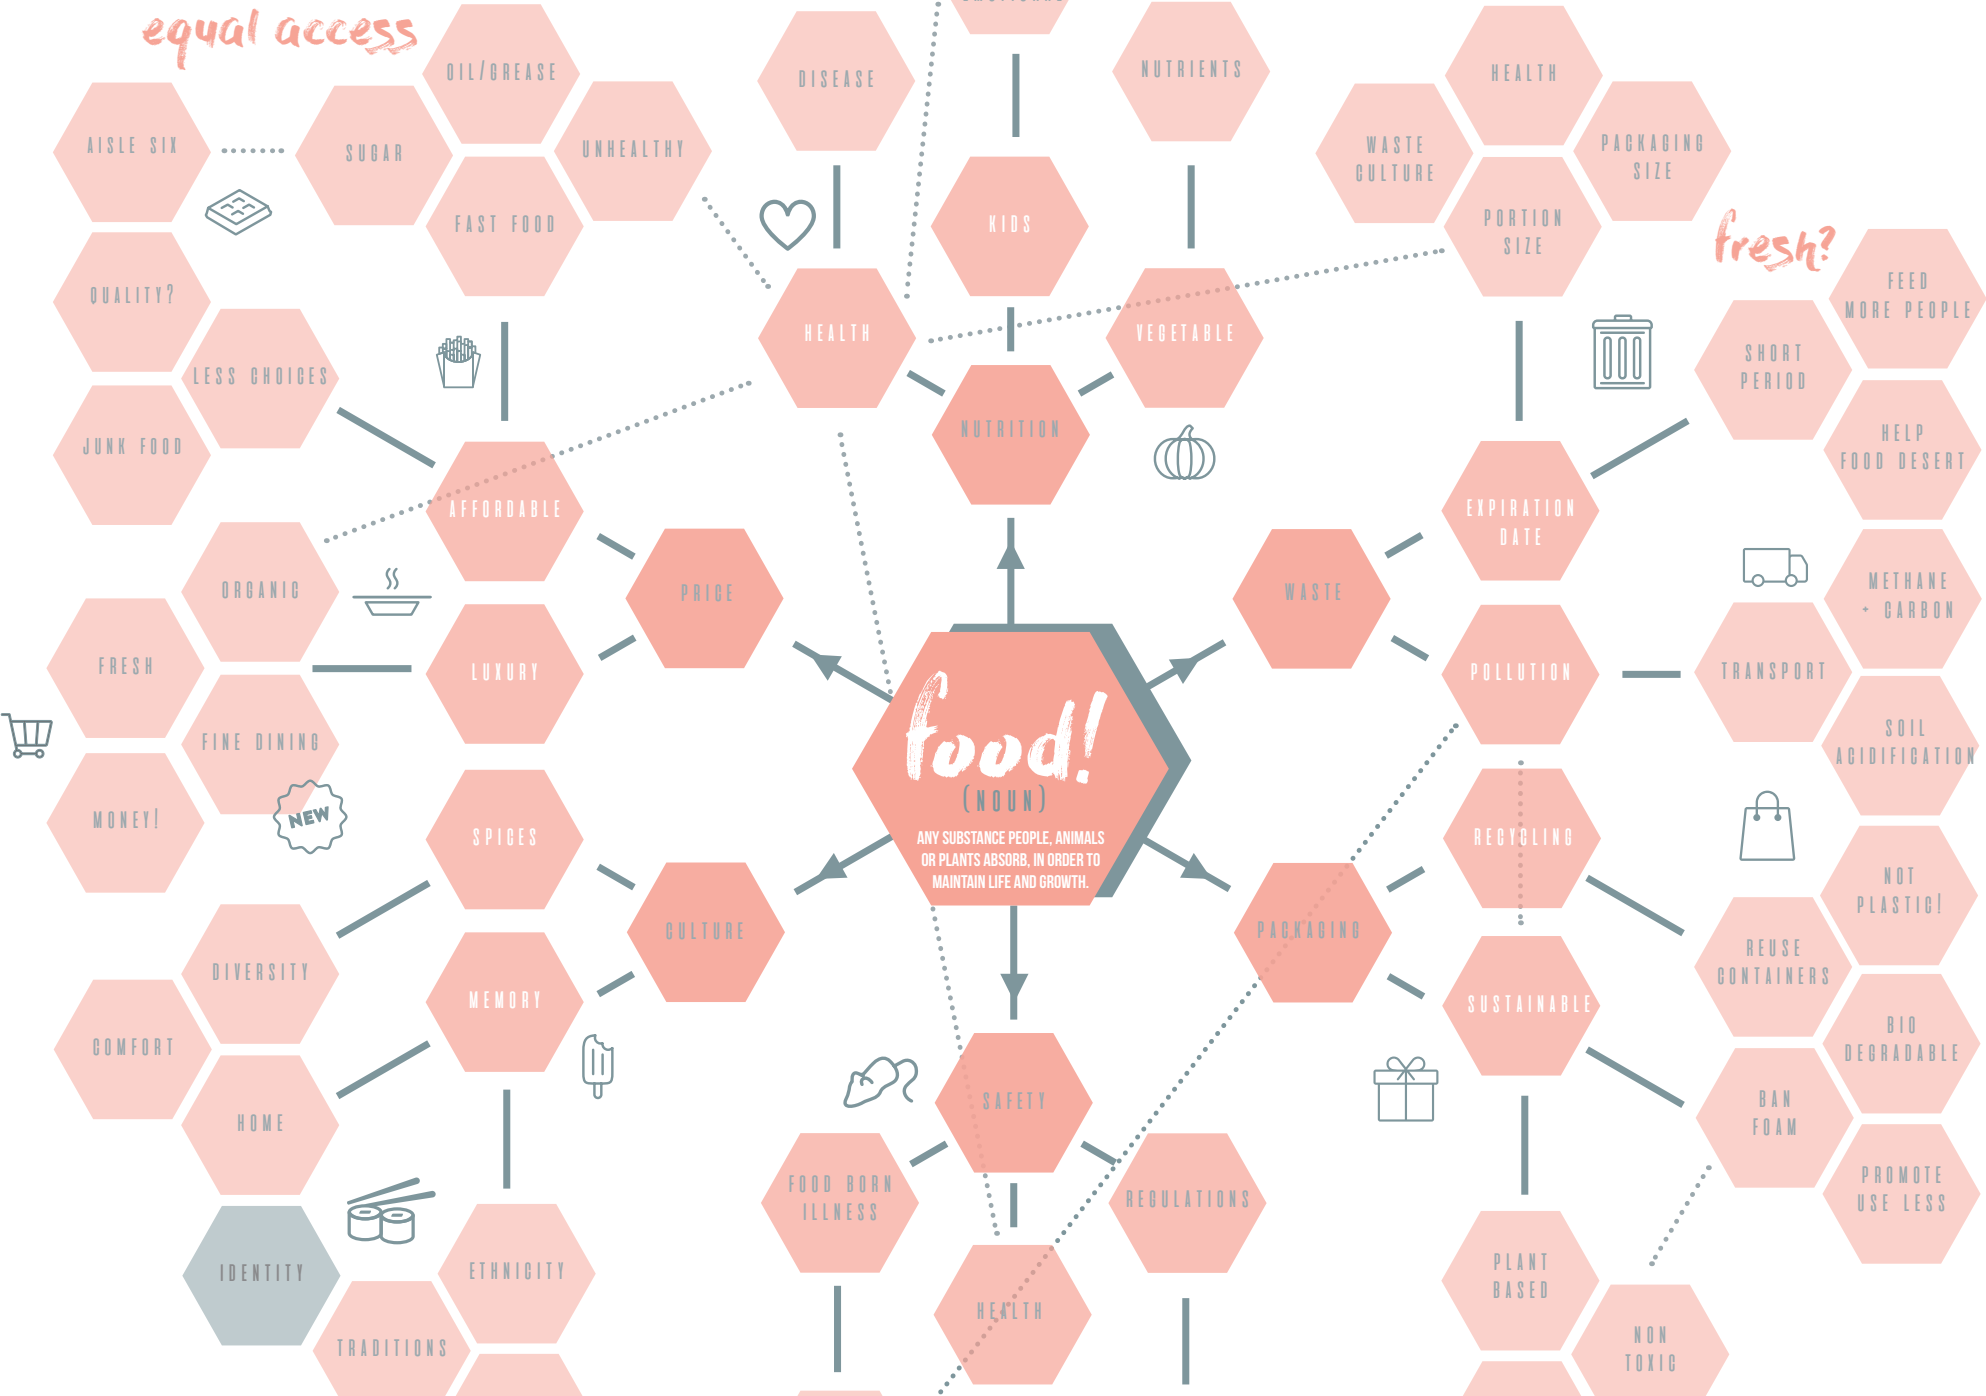 equal access
OIL/GREASE
AISLE SIX
SUGAR
UNHEALTHY
FAST FOOD
QUALITY?
LESS CHOICES
JUNK FOOD
DISEASE
NUTRIENTS
KIDS
HEALTH
VEGETABLE
NUTRITION
HEALTH
WASTE
CULTURE
PACKAGING
SIZE
PORTION
SIZE
fresh?
FEED
MORE PEOPLE
SHORT
PERIOD
HELP
FOOD DESERT
AFFORDABLE
PRICE
ORGANIC
LUXURY
FRESH
FINE DINING
MONEY!
NEW
EXPIRATION
DATE
WASTE
POLLUTION
METHANE
+ CARBON
TRANSPORT
SOIL
ACIDIFICATION
food!
(NOUN)
ANY SUBSTANCE PEOPLE, ANIMALS
OR PLANTS ABSORB, IN ORDER TO
MAINTAIN LIFE AND GROWTH.
SPICES
CULTURE
MEMORY
DIVERSITY
COMFORT
HOME
IDENTITY
ETHNICITY
TRADITIONS
RECYCLING
PACKAGING
SUSTAINABLE
NOT
PLASTIC!
REUSE
CONTAINERS
BIO
DEGRADABLE
BAN
FOAM
PROMOTE
USE LESS
SAFETY
FOOD BORN
ILLNESS
REGULATIONS
HEALTH
PLANT
BASED
NON
TOXIC